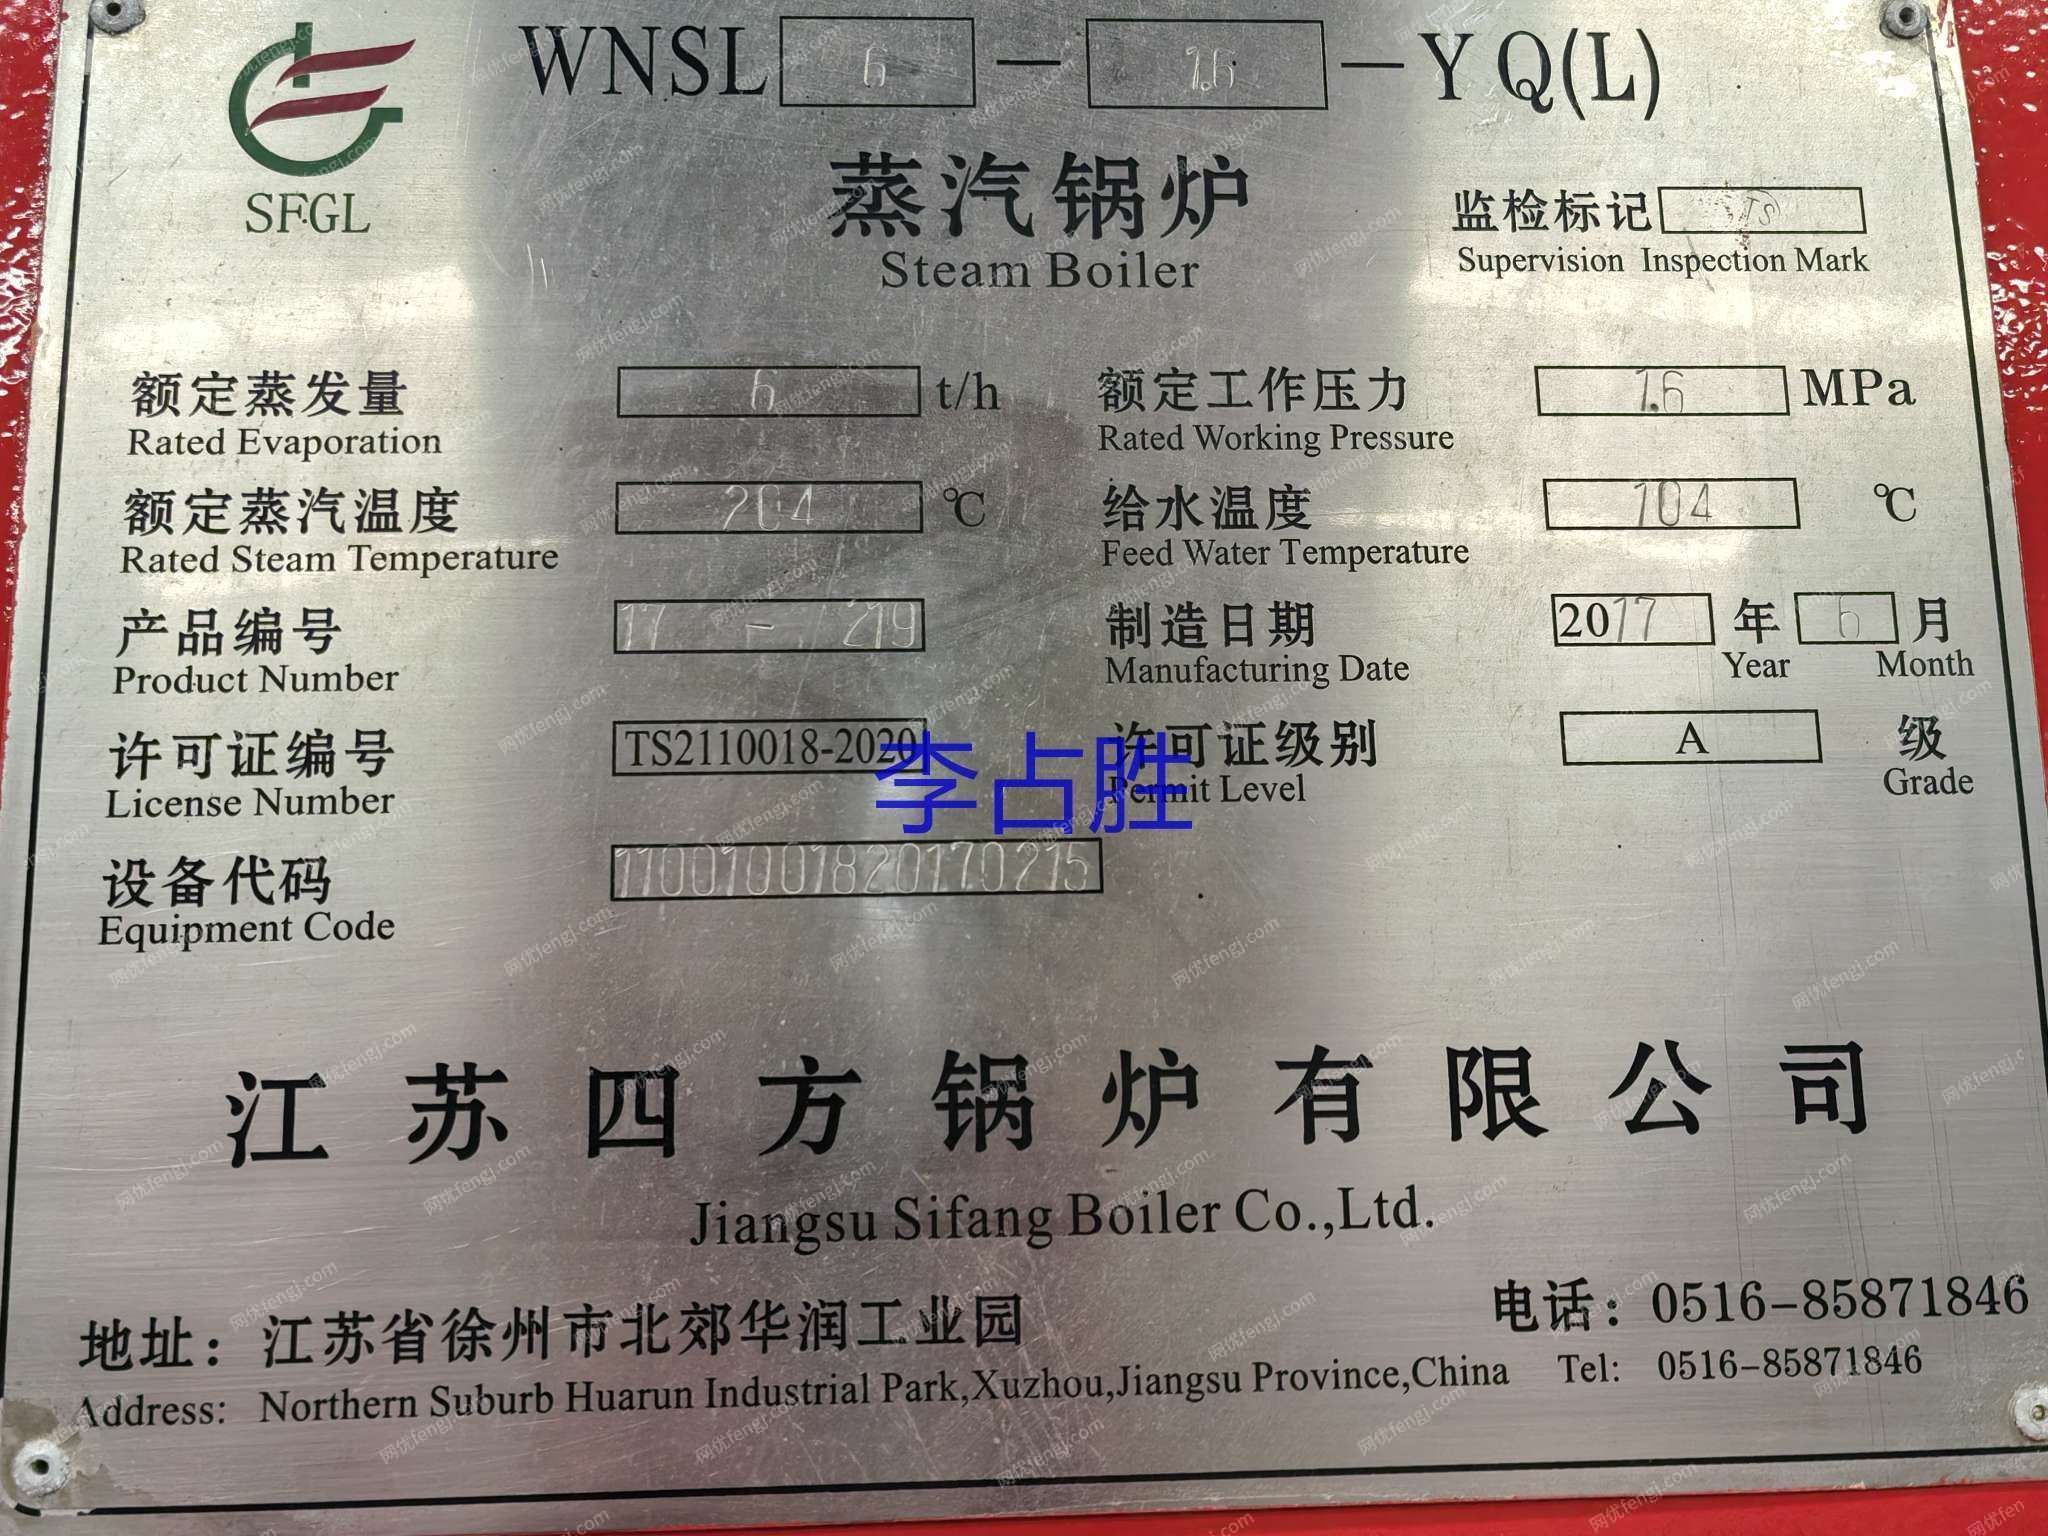 WNSL 6 — 1.6 — YQ(L)
SFGL
蒸汽锅炉
Steam Boiler
监检标记 TS
Supervision Inspection Mark
额定蒸发量 6 t/h 额定工作压力 1.6 MPa
Rated Evaporation Rated Working Pressure
额定蒸汽温度 204 ℃ 给水温度 104 ℃
Rated Steam Temperature Feed Water Temperature
产品编号 17 - 219 制造日期 2017 年 6 月
Product Number Manufacturing Date Year Month
许可证编号 TS2110018-2020 许可证级别 A 级
License Number Permit Level Grade
李占胜
设备代码 11001001820170215
Equipment Code
江苏四方锅炉有限公司
Jiangsu Sifang Boiler Co.,Ltd.
地址：江苏省徐州市北郊华润工业园 电话：0516-85871846
Address: Northern Suburb Huarun Industrial Park,Xuzhou,Jiangsu Province,China Tel: 0516-85871846
网优fengj.com